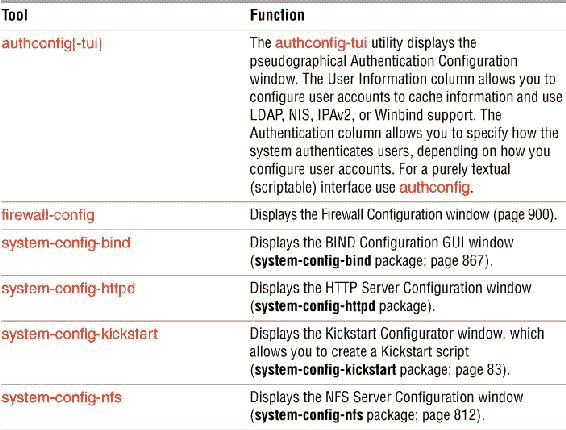 Tool Function
authconfig[-tui] The authconfig-tui utility displays the
pseudographical Authentication Configuration
window. The User Information column allows you to
configure user accounts to cache information and use
LDAP, NIS, IPAv2, or Winbind support. The
Authentication column allows you to specify how the
system authenticates users, depending on how you
configure user accounts. For a purely textual
(scriptable) interface use authconfig.
firewall-config Displays the Firewall Configuration window (page 900).
system-config-bind Displays the BIND Configuration GUI window
(system-config-bind package; page 867).
system-config-httpd Displays the HTTP Server Configuration window
(system-config-httpd package).
system-config-kickstart Displays the Kickstart Configurator window, which
allows you to create a Kickstart script
(system-config-kickstart package; page 83).
system-config-nfs Displays the NFS Server Configuration window
(system-config-nfs package; page 812).